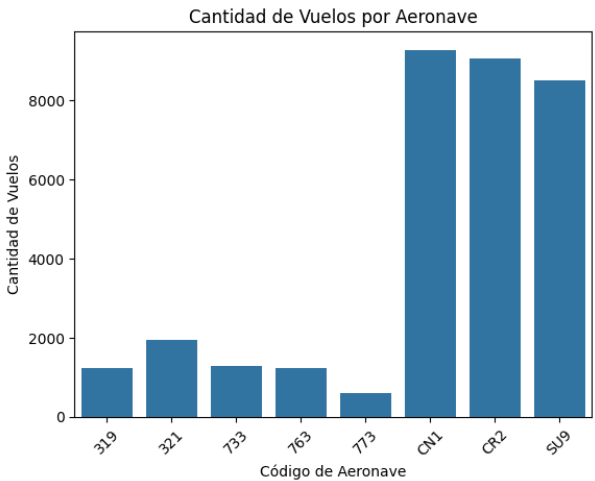 Cantidad de Vuelos por Aeronave
Cantidad de Vuelos
8000
6000
4000
2000
0
319
321
733
763
773
CN1
CR2
SU9
Código de Aeronave